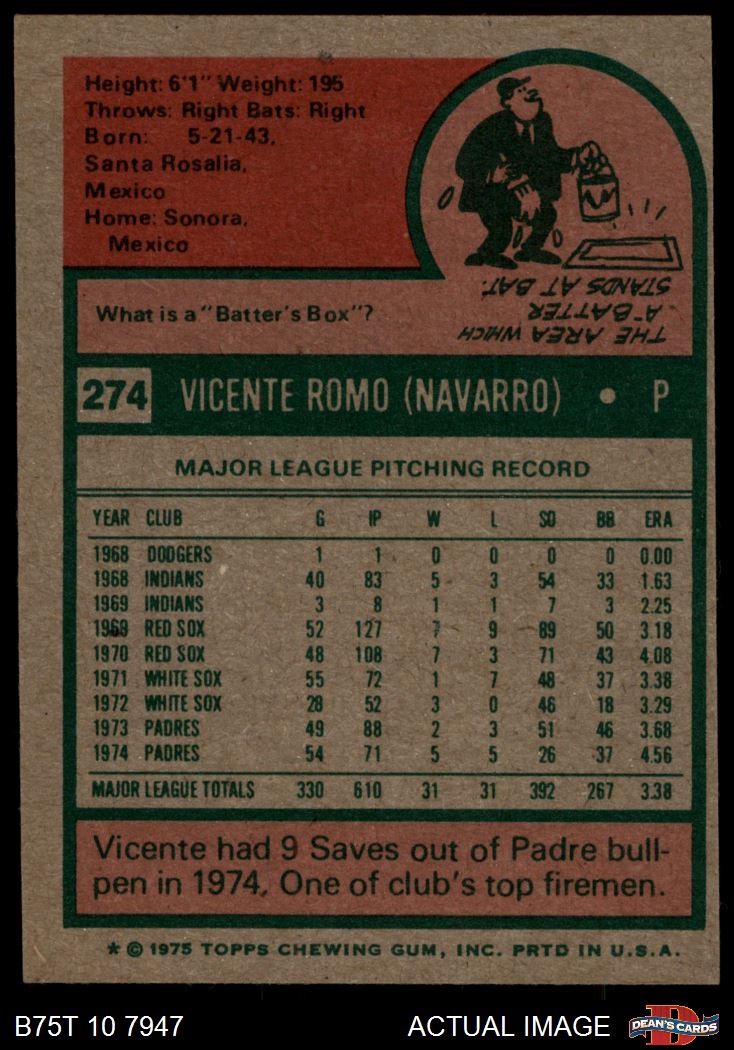 Height: 6'1" Weight: 195
Throws: Right Bats: Right
Born: 5-21-43,
Santa Rosalia,
Mexico
Home: Sonora,
Mexico
What is a "Batter's Box"?
THE AREA WHICH
A BATTER
STANDS AT BAT.
274 VICENTE ROMO (NAVARRO) • P
MAJOR LEAGUE PITCHING RECORD
YEAR CLUB G IP W L SO BB ERA
1968 DODGERS 1 1 0 0 0 0 0.00
1968 INDIANS 40 83 5 3 54 33 1.63
1969 INDIANS 3 8 1 1 7 3 2.25
1969 RED SOX 52 127 7 9 89 50 3.18
1970 RED SOX 48 108 7 3 71 43 4.08
1971 WHITE SOX 55 72 1 7 48 37 3.38
1972 WHITE SOX 28 52 3 0 46 18 3.29
1973 PADRES 49 88 2 3 51 46 3.68
1974 PADRES 54 71 5 5 26 37 4.56
MAJOR LEAGUE TOTALS 330 610 31 31 392 267 3.38
Vicente had 9 Saves out of Padre bull-
pen in 1974. One of club's top firemen.
* © 1975 TOPPS CHEWING GUM, INC. PRTD IN U.S.A.
B75T 10 7947 ACTUAL IMAGE DEAN'S CARDS